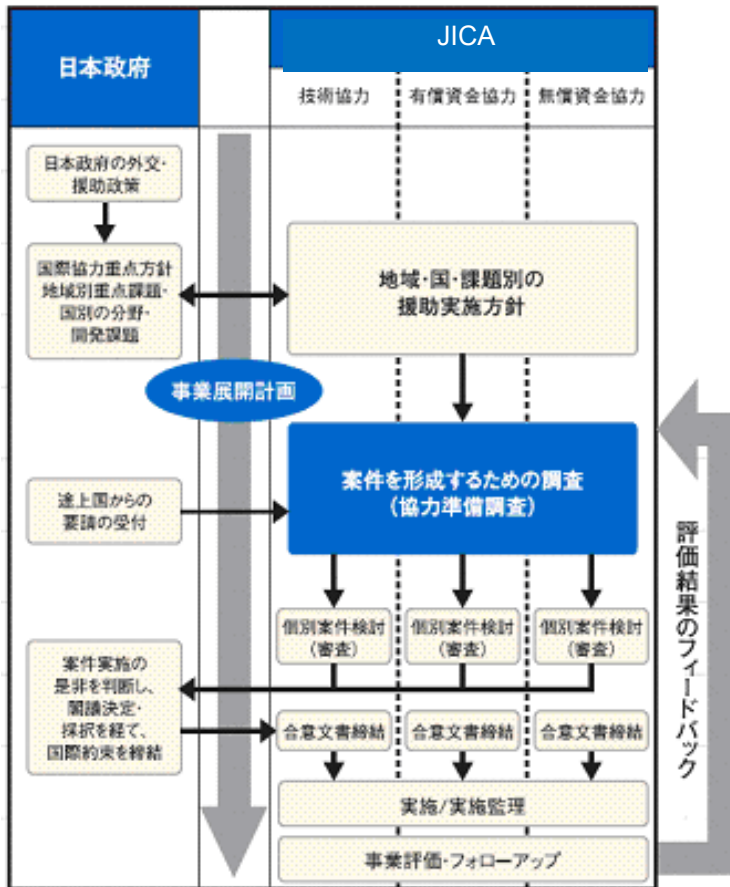 日本政府
JICA
技術協力
有償資金協力
無償資金協力
日本政府の外交・
援助政策
国際協力重点方針
地域別重点課題・
国別の分野・
開発課題
地域・国・課題別の
援助実施方針
事業展開計画
途上国からの
要請の受付
案件を形成するための調査
(協力準備調査)
個別案件検討
(審査)
個別案件検討
(審査)
個別案件検討
(審査)
案件実施の
是非を判断し、
閣議決定・
採択を経て、
国際約束を締結
合意文書締結
合意文書締結
合意文書締結
実施/実施監理
事業評価・フォローアップ
評価結果のフィードバック